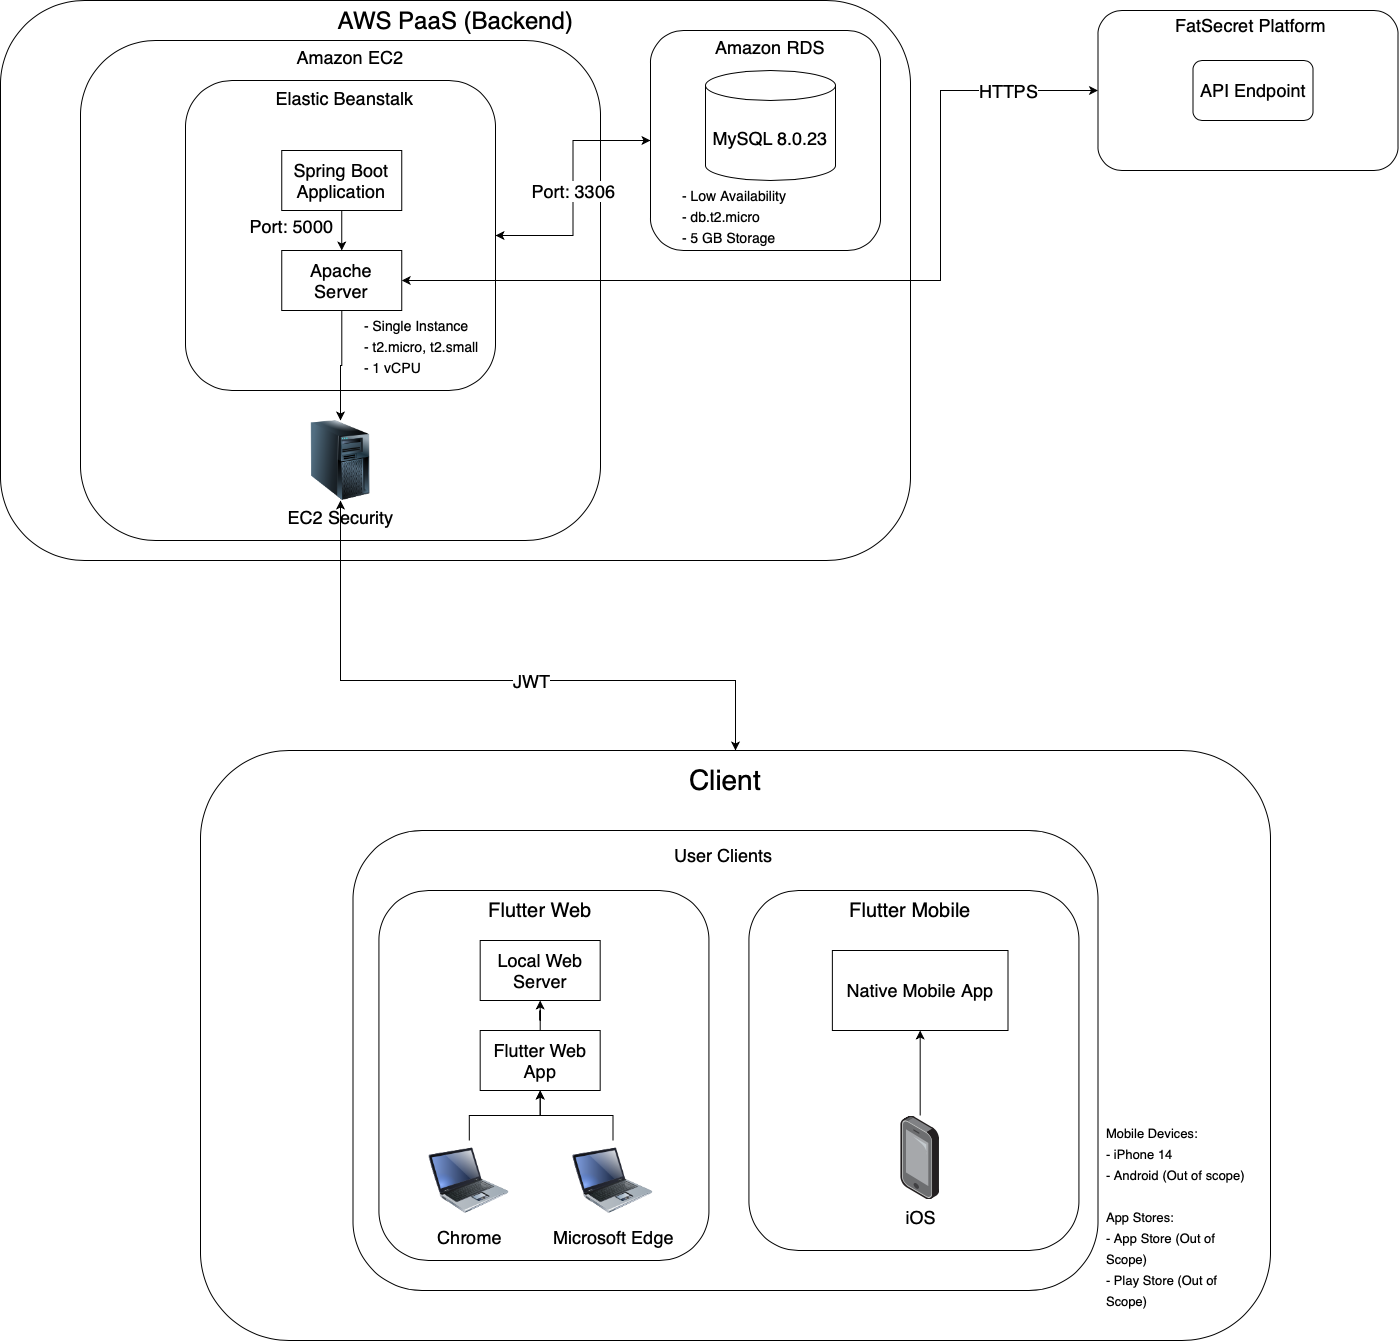 AWS PaaS (Backend)
Amazon EC2
Elastic Beanstalk
Spring Boot
Application
Port: 5000
Apache
Server
- Single Instance
- t2.micro, t2.small
- 1 vCPU
EC2 Security
Port: 3306
Amazon RDS
MySQL 8.0.23
- Low Availability
- db.t2.micro
- 5 GB Storage
HTTPS
FatSecret Platform
API Endpoint
JWT
Client
User Clients
Flutter Web
Local Web
Server
Flutter Web
App
Chrome
Microsoft Edge
Flutter Mobile
Native Mobile App
iOS
Mobile Devices:
- iPhone 14
- Android (Out of scope)
App Stores:
- App Store (Out of
Scope)
- Play Store (Out of
Scope)